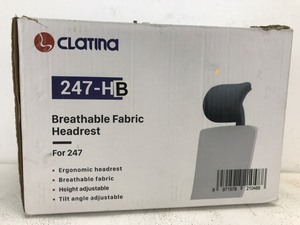 CLATINA
247-HB
Breathable Fabric
Headrest
For 247
• Ergonomic headrest
• Breathable fabric
• Height adjustable
• Tilt angle adjustable